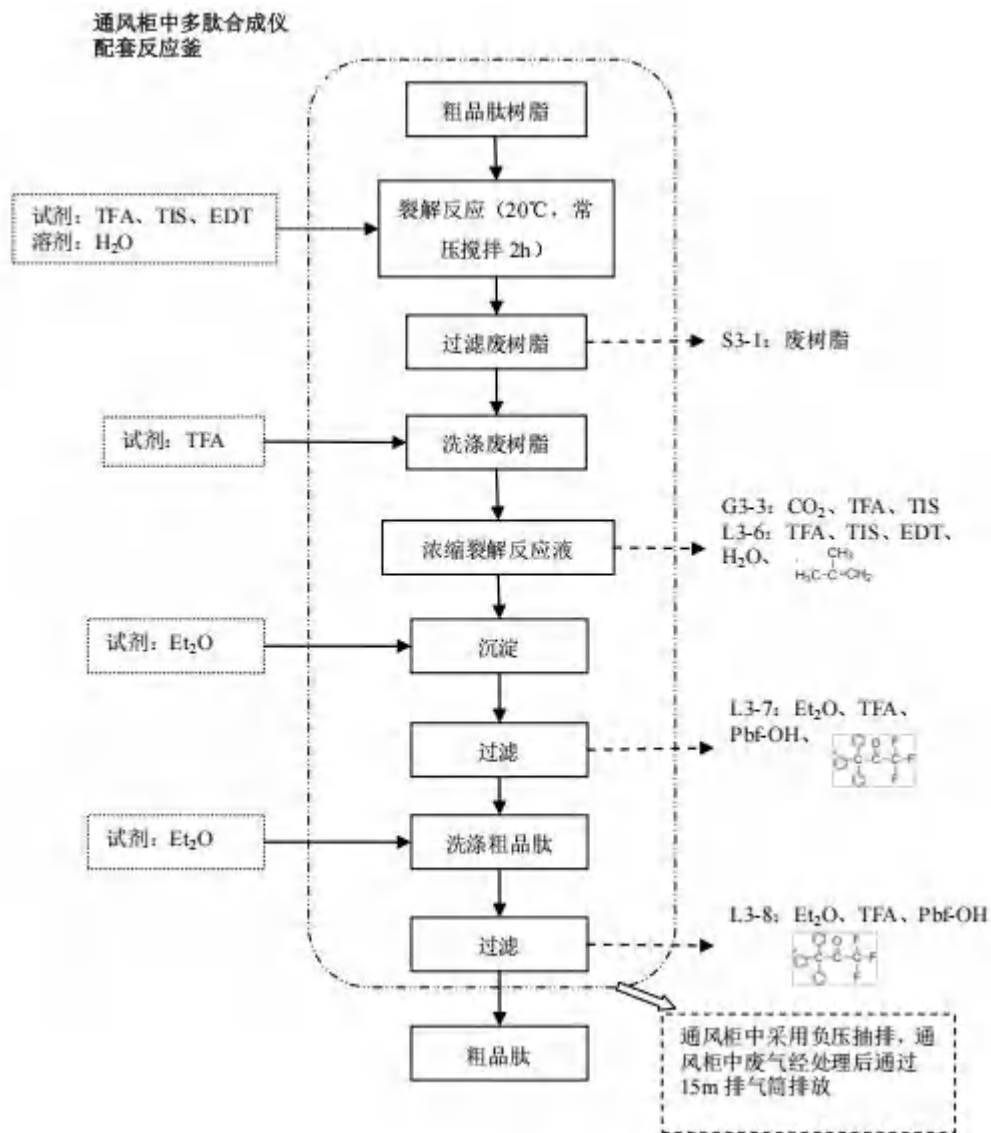 通风柜中多肽合成仪
配套反应釜
粗品肽树脂
试剂：TFA、TIS、EDT
溶剂：H₂O
裂解反应（20℃，常
压搅拌 2h）
过滤废树脂
S3-1：废树脂
试剂：TFA
洗涤废树脂
浓缩裂解反应液
G3-3：CO₂、TFA、TIS
L3-6：TFA、TIS、EDT、
H₂O、
CH₃
H₃C-C=CH₂
试剂：Et₂O
沉淀
过滤
L3-7：Et₂O、TFA、
Pbf-OH、
O F
C-C-C-F
F
试剂：Et₂O
洗涤粗品肽
过滤
L3-8：Et₂O、TFA、Pbf-OH
O F
C-C-C-F
F
粗品肽
通风柜中采用负压抽排，通
风柜中废气经处理后通过
15m 排气筒排放